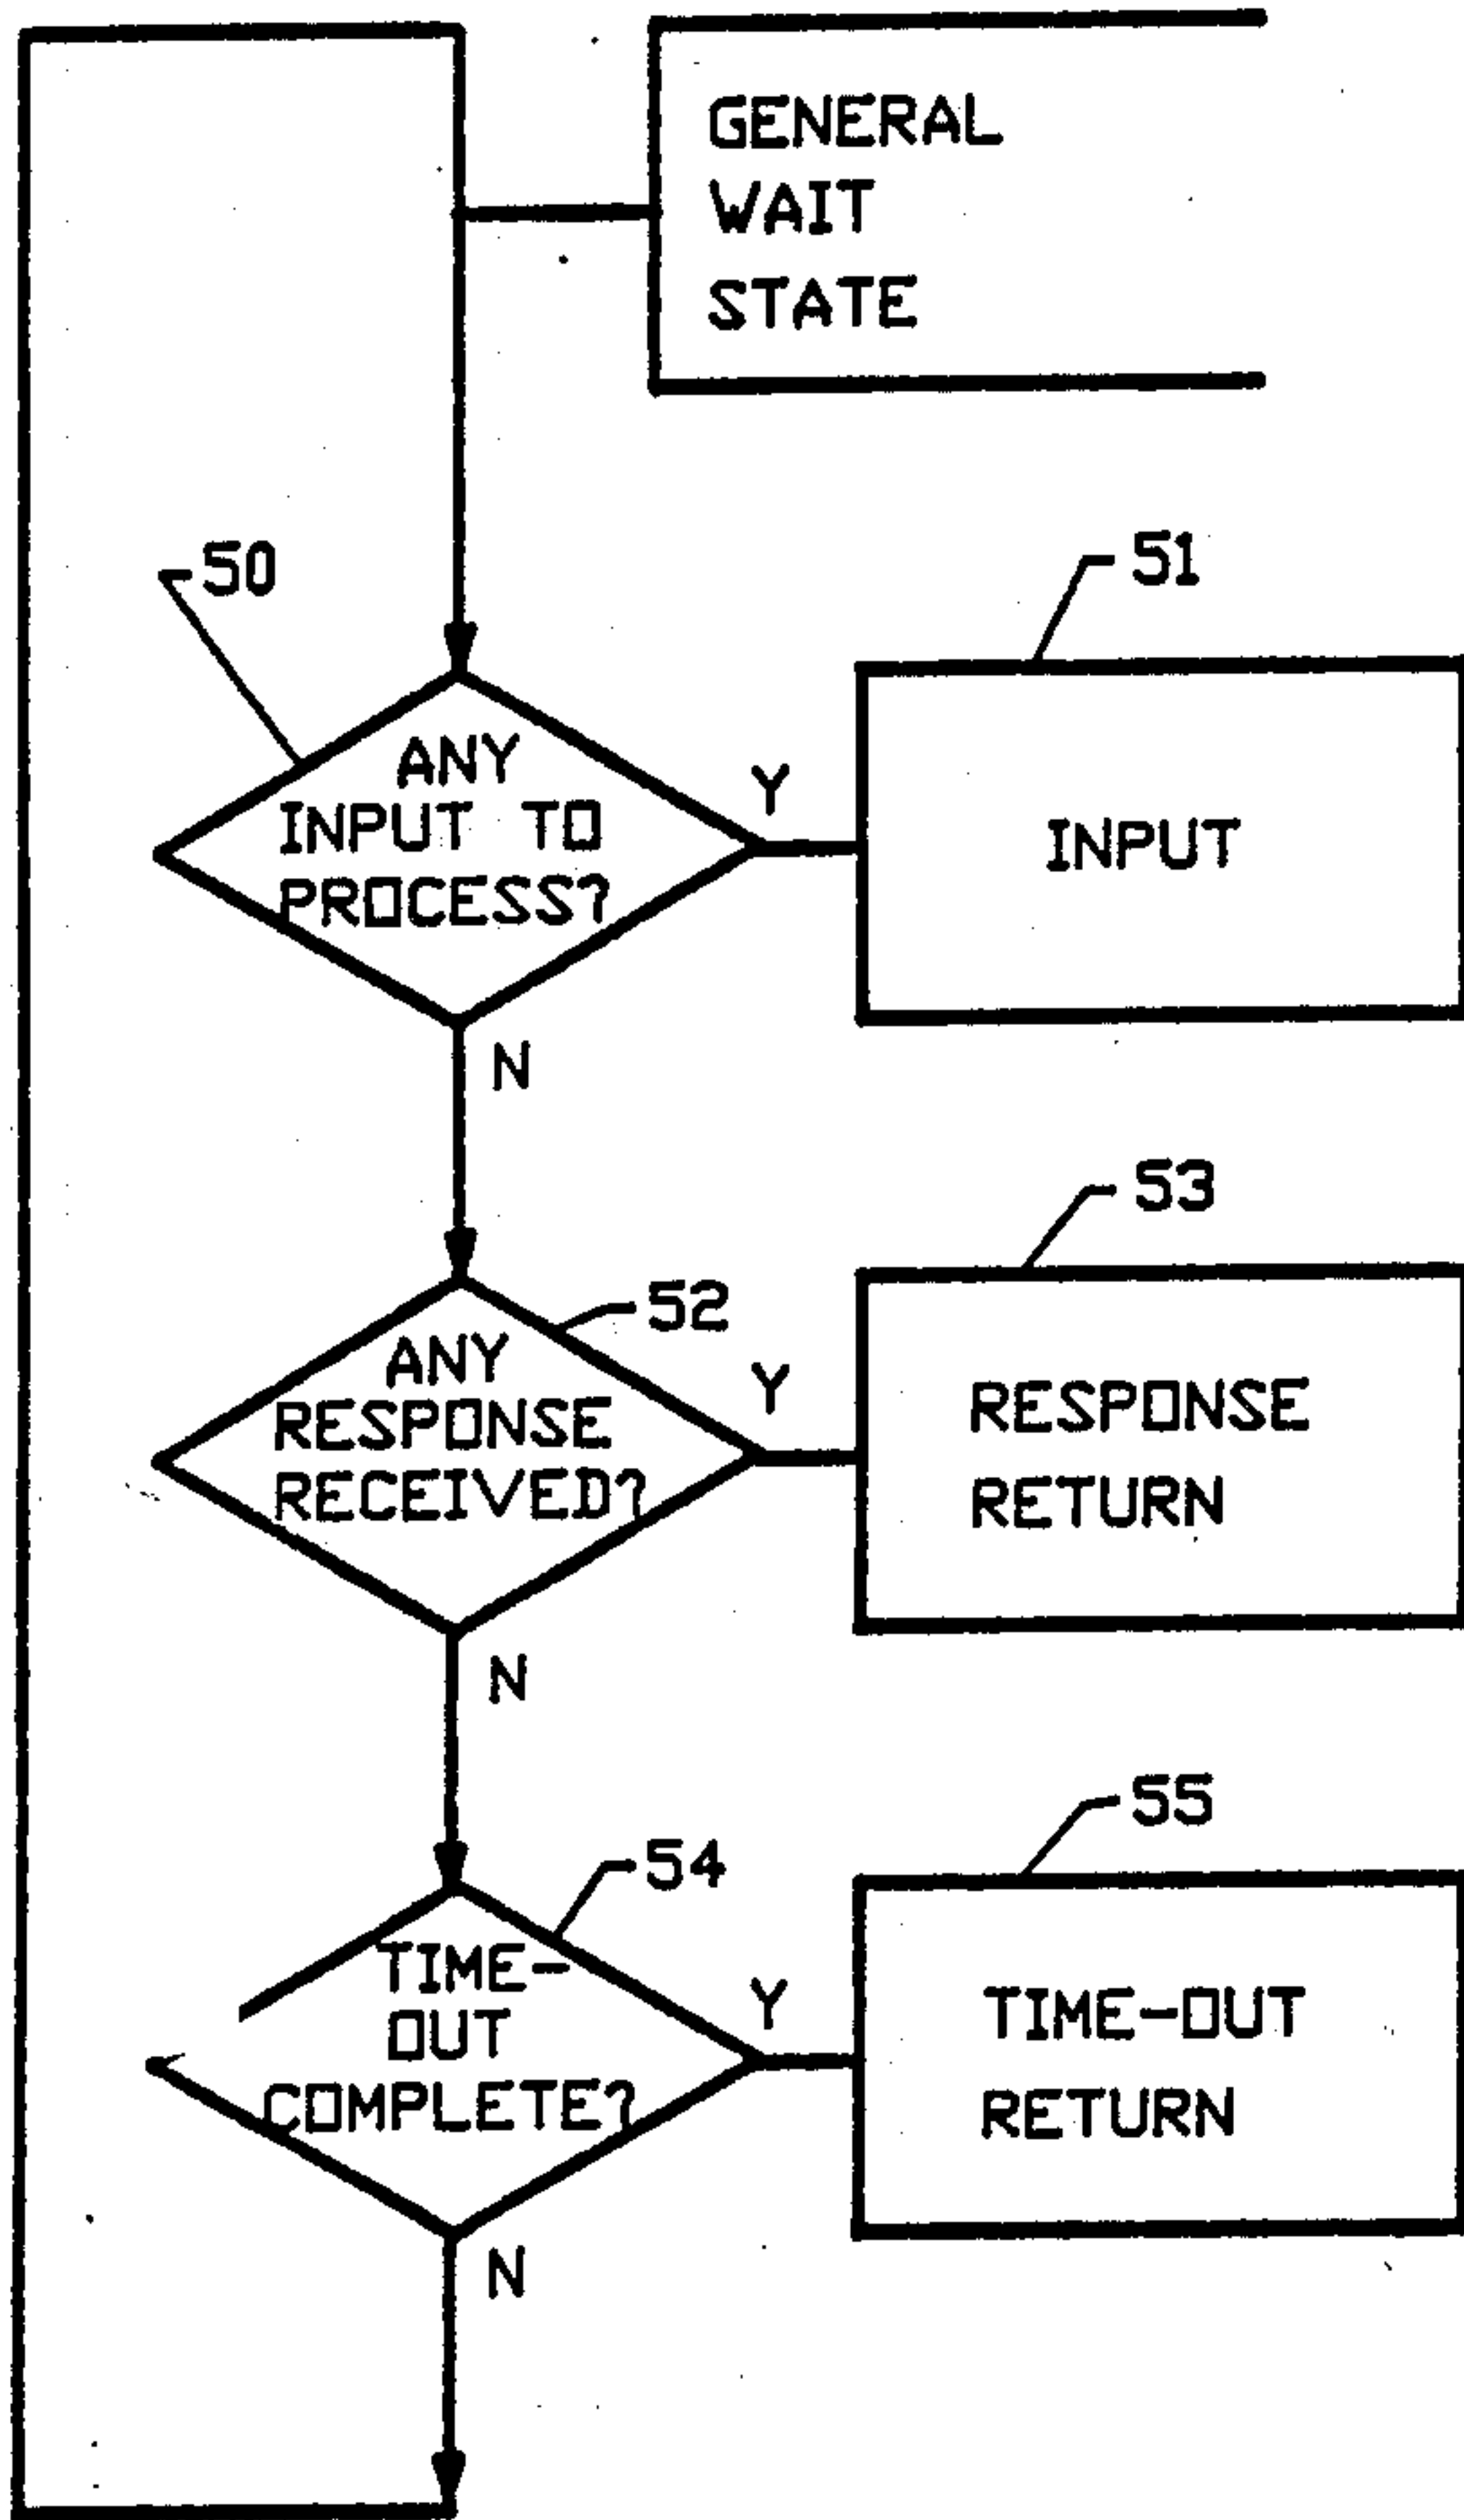 GENERAL
WAIT
STATE
50
51
ANY
INPUT TO
PROCESS?
Y
INPUT
N
53
52
ANY
RESPONSE
RECEIVED?
Y
RESPONSE
RETURN
N
55
54
TIME-
OUT
COMPLETE?
Y
TIME-OUT
RETURN
N